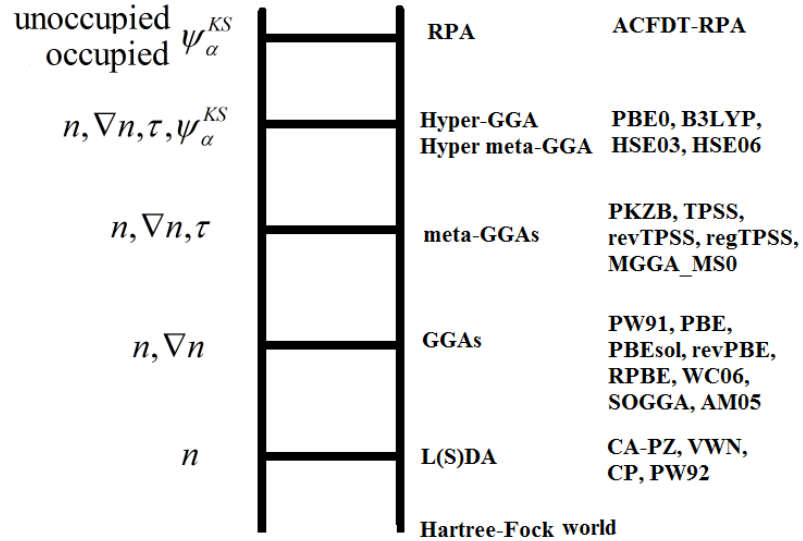 unoccupied
occupied ψ_α^{KS}
RPA
ACFDT-RPA
n,∇n,τ,ψ_α^{KS}
Hyper-GGA
Hyper meta-GGA
PBE0, B3LYP,
HSE03, HSE06
n,∇n,τ
meta-GGAs
PKZB, TPSS,
revTPSS, regTPSS,
MGGA_MS0
n,∇n
GGAs
PW91, PBE,
PBEsol, revPBE,
RPBE, WC06,
SOGGA, AM05
n
L(S)DA
CA-PZ, VWN,
CP, PW92
Hartree-Fock world